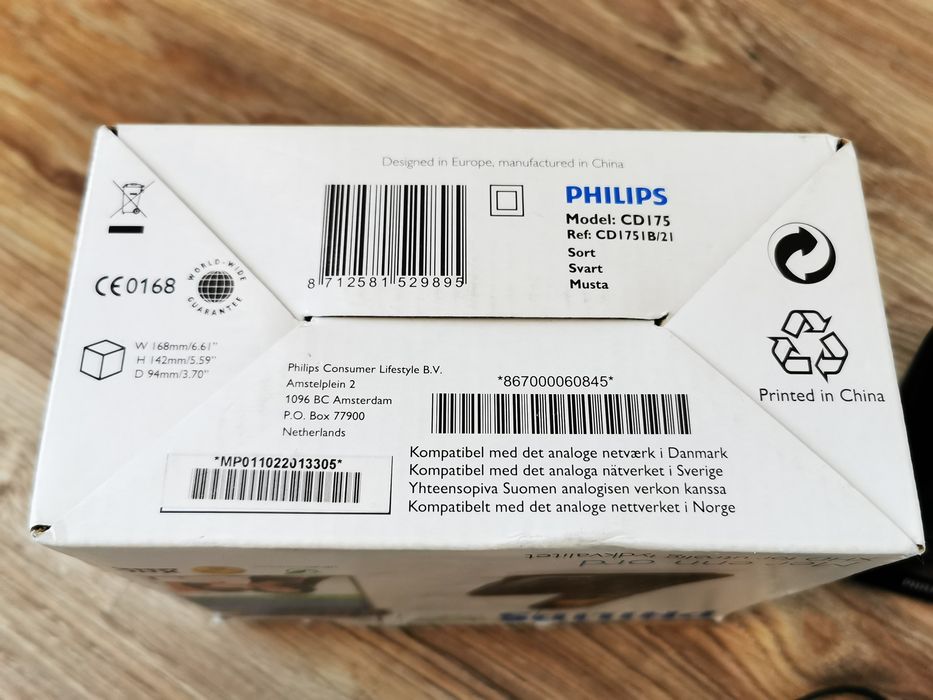 Designed in Europe, manufactured in China
8 712581 529895
PHILIPS
Model: CD175
Ref: CD1751B/21
Sort
Svart
Musta
CE0168
WORLD-WIDE GUARANTEE
W 168mm/6.61"
H 142mm/5.59"
D 94mm/3.70"
Philips Consumer Lifestyle B.V.
Amstelplein 2
1096 BC Amsterdam
P.O. Box 77900
Netherlands
*MP011022013305*
*867000060845*
Kompatibel med det analoge netværk i Danmark
Kompatibel med det analoga nätverket i Sverige
Yhteensopiva Suomen analogisen verkon kanssa
Kompatibelt med det analoge nettverket i Norge
Printed in China
PHILIPS